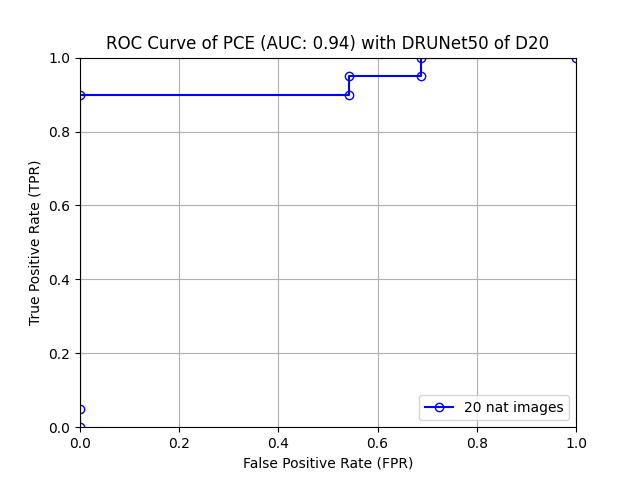 ROC Curve of PCE (AUC: 0.94) with DRUNet50 of D20
1.0
0.8
0.6
0.4
0.2
0.0
True Positive Rate (TPR)
20 nat images
0.0 0.2 0.4 0.6 0.8 1.0
False Positive Rate (FPR)